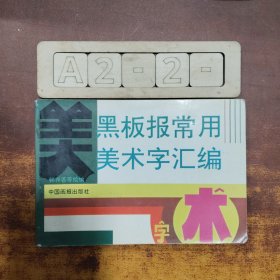 A2-2-
美
黑板报常用
美术字汇编
中国画报出版社
字
术